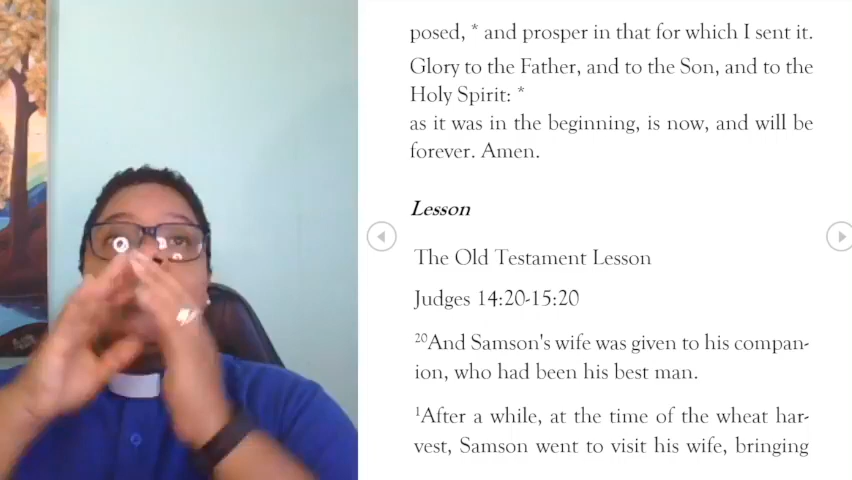 posed, * and prosper in that for which I sent it.
Glory to the Father, and to the Son, and to the
Holy Spirit: *
as it was in the beginning, is now, and will be
forever. Amen.
Lesson
The Old Testament Lesson
Judges 14:20-15:20
²⁰And Samson's wife was given to his compan-
ion, who had been his best man.
¹After a while, at the time of the wheat har-
vest, Samson went to visit his wife, bringing